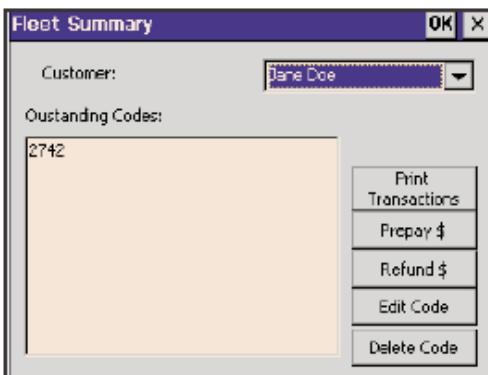 Fleet Summary OK X
Customer: Jane Doe
Oustanding Codes:
2742
Print
Transactions
Prepay $
Refund $
Edit Code
Delete Code